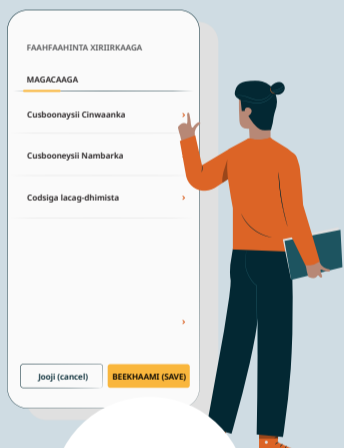 FAAHFAAHINTA XIRIIRKAAGA
MAGACAAGA
Cusboonaysii Cinwaanka
Cusbooneysii Nambarka
Codsiga lacag-dhimista
Jooji (cancel)
BEEKHAAMI (SAVE)